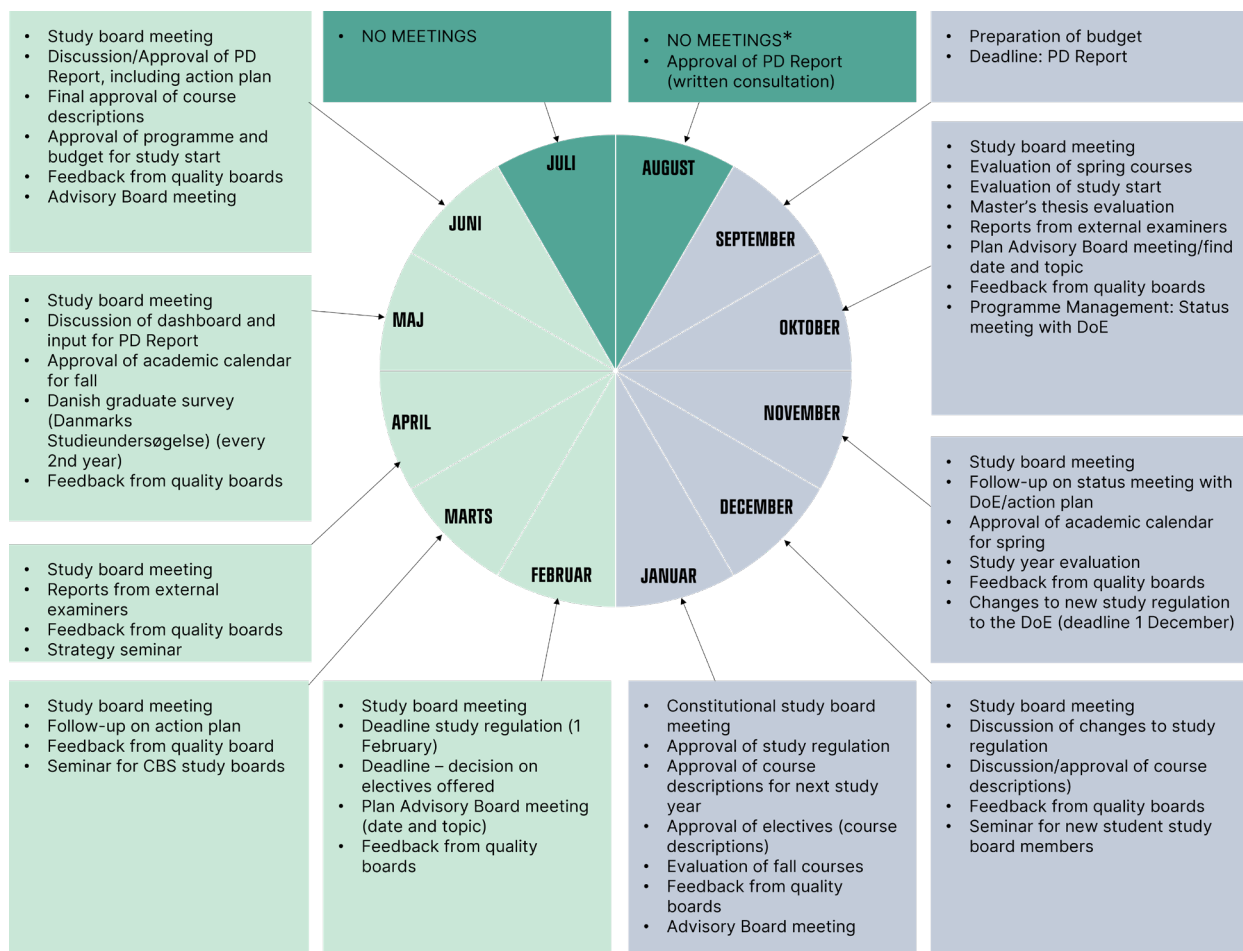 • Study board meeting
• Discussion/Approval of PD
Report, including action plan
• Final approval of course
descriptions
• Approval of programme and
budget for study start
• Feedback from quality boards
• Advisory Board meeting
• NO MEETINGS
• NO MEETINGS*
• Approval of PD Report
(written consultation)
• Preparation of budget
• Deadline: PD Report
• Study board meeting
• Evaluation of spring courses
• Evaluation of study start
• Master's thesis evaluation
• Reports from external examiners
• Plan Advisory Board meeting/find
date and topic
• Feedback from quality boards
• Programme Management: Status
meeting with DoE
JULI
AUGUST
JUNI
SEPTEMBER
MAJ
OKTOBER
APRIL
NOVEMBER
MARTS
DECEMBER
FEBRUAR
JANUAR
• Study board meeting
• Discussion of dashboard and
input for PD Report
• Approval of academic calendar
for fall
• Danish graduate survey
(Danmarks
Studieundersøgelse) (every
2nd year)
• Feedback from quality boards
• Study board meeting
• Follow-up on status meeting with
DoE/action plan
• Approval of academic calendar
for spring
• Study year evaluation
• Feedback from quality boards
• Changes to new study regulation
to the DoE (deadline 1 December)
• Study board meeting
• Reports from external
examiners
• Feedback from quality boards
• Strategy seminar
• Study board meeting
• Follow-up on action plan
• Feedback from quality board
• Seminar for CBS study boards
• Study board meeting
• Deadline study regulation (1
February)
• Deadline – decision on
electives offered
• Plan Advisory Board meeting
(date and topic)
• Feedback from quality
boards
• Constitutional study board
meeting
• Approval of study regulation
• Approval of course
descriptions for next study
year
• Approval of electives (course
descriptions)
• Evaluation of fall courses
• Feedback from quality
boards
• Advisory Board meeting
• Study board meeting
• Discussion of changes to study
regulation
• Discussion/approval of course
descriptions)
• Feedback from quality boards
• Seminar for new student study
board members